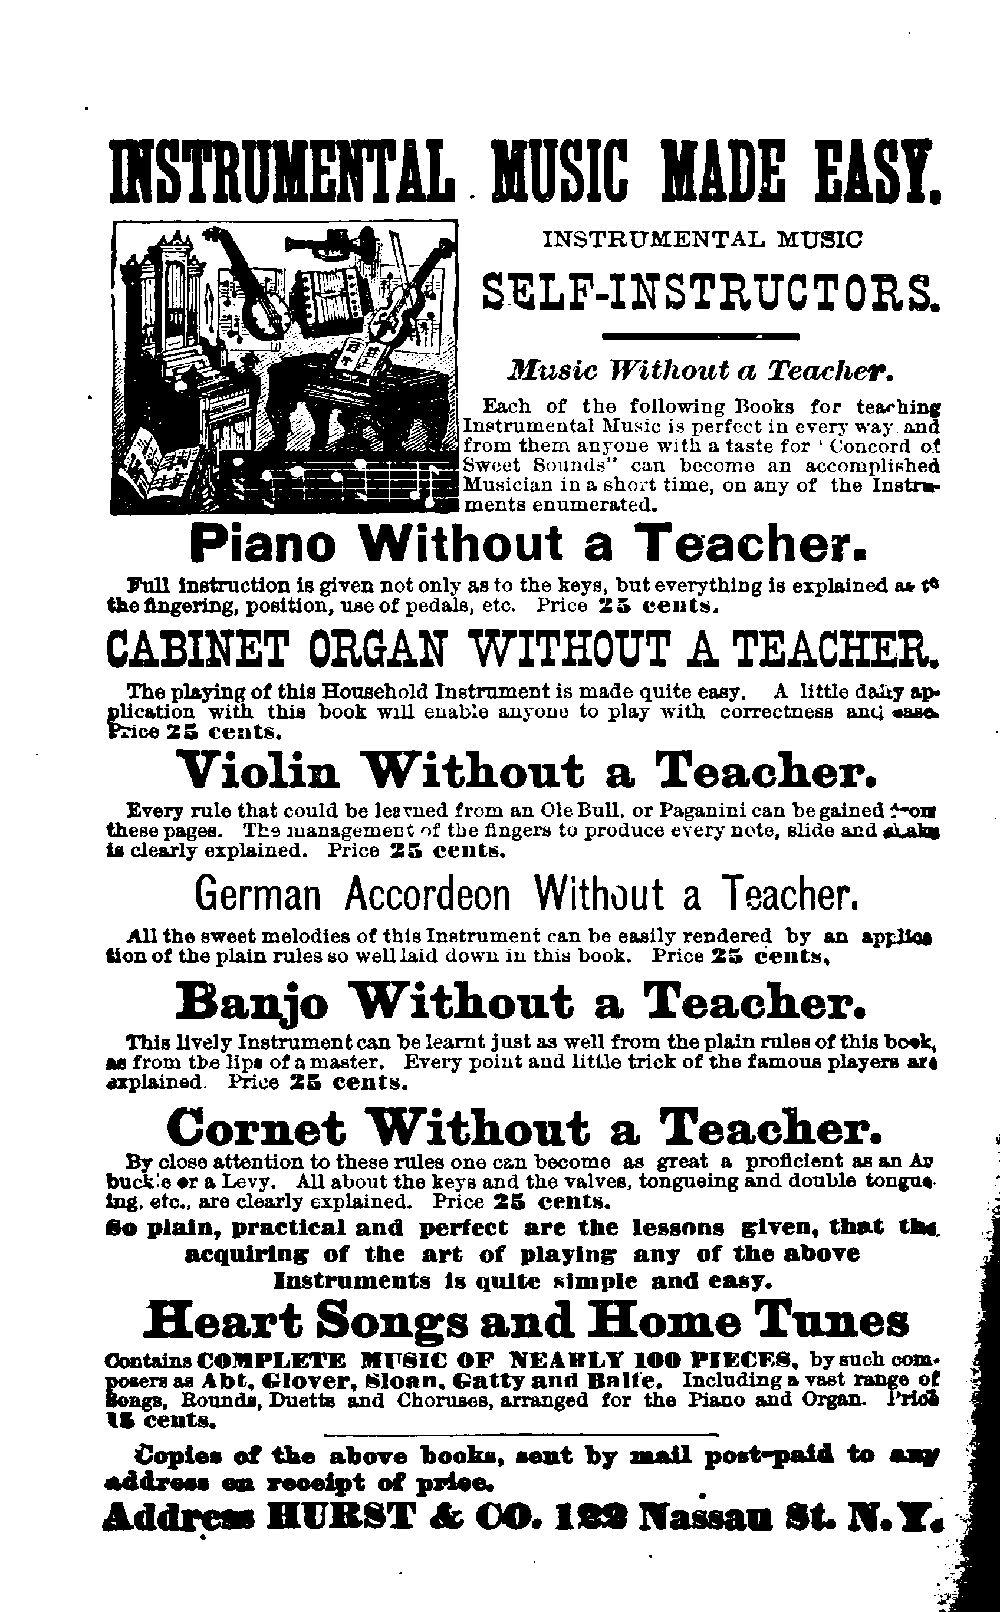 INSTRUMENTAL MUSIC MADE EASY.
INSTRUMENTAL MUSIC
SELF-INSTRUCTORS.
Music Without a Teacher.
Each of the following Books for teaching
Instrumental Music is perfect in every way and
from them anyone with a taste for ' Concord of
Sweet Sounds" can become an accomplished
Musician in a short time, on any of the Instru-
ments enumerated.
Piano Without a Teacher.
Full instruction is given not only as to the keys, but everything is explained as to
the fingering, position, use of pedals, etc. Price 25 cents.
CABINET ORGAN WITHOUT A TEACHER.
The playing of this Household Instrument is made quite easy. A little daily ap-
plication with this book will enable anyone to play with correctness and ease.
Price 25 cents.
Violin Without a Teacher.
Every rule that could be learned from an Ole Bull, or Paganini can be gained from
these pages. The management of the fingers to produce every note, slide and shake
is clearly explained. Price 25 cents.
German Accordeon Without a Teacher.
All the sweet melodies of this Instrument can be easily rendered by an applica
tion of the plain rules so well laid down in this book. Price 25 cents,
Banjo Without a Teacher.
This lively Instrument can be learnt just as well from the plain rules of this book,
as from the lips of a master. Every point and little trick of the famous players are
explained. Price 25 cents.
Cornet Without a Teacher.
By close attention to these rules one can become as great a proficient as an Ar
buckle or a Levy. All about the keys and the valves, tongueing and double tongue-
ing, etc., are clearly explained. Price 25 cents.
So plain, practical and perfect are the lessons given, that the
acquiring of the art of playing any of the above
Instruments is quite simple and easy.
Heart Songs and Home Tunes
Contains COMPLETE MUSIC OF NEARLY 100 PIECES, by such com-
posers as Abt, Glover, Sloan, Gatty and Balfe. Including a vast range of
Songs, Rounds, Duetts and Choruses, arranged for the Piano and Organ. Price
15 cents.
Copies of the above books, sent by mail post-paid to any
address on receipt of price.
Address HURST & CO. 122 Nassau St. N.Y.